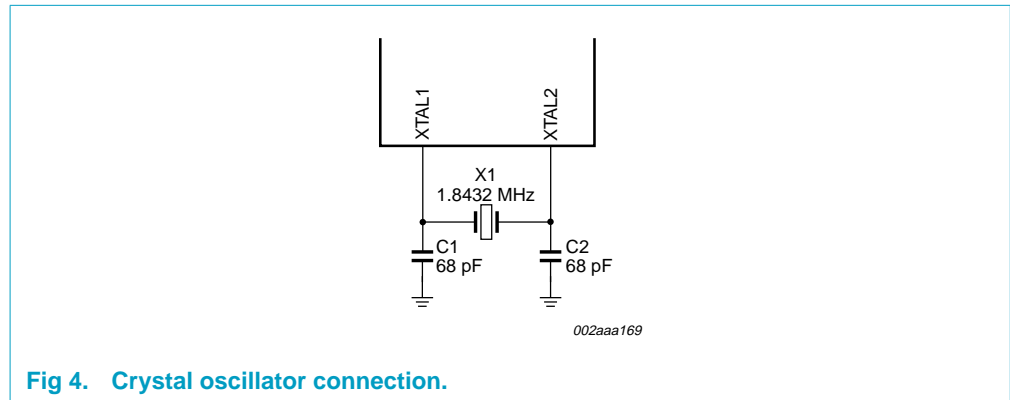 XTAL1
XTAL2
X1
1.8432 MHz
C1
68 pF
C2
68 pF
002aaa169
Fig 4. Crystal oscillator connection.